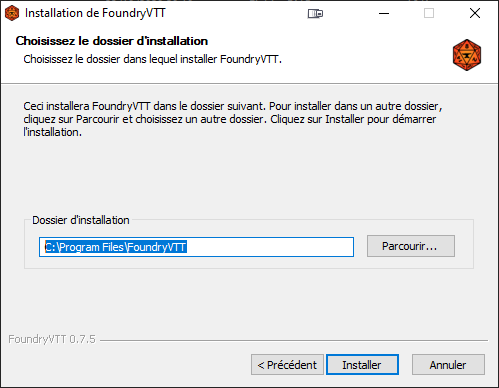 Installation de FoundryVTT
Choisissez le dossier d'installation
Choisissez le dossier dans lequel installer FoundryVTT.
Ceci installera FoundryVTT dans le dossier suivant. Pour installer dans un autre dossier,
cliquez sur Parcourir et choisissez un autre dossier. Cliquez sur Installer pour démarrer
l'installation.
Dossier d'installation
C:\Program Files\FoundryVTT
Parcourir...
FoundryVTT 0.7.5
< Précédent
Installer
Annuler